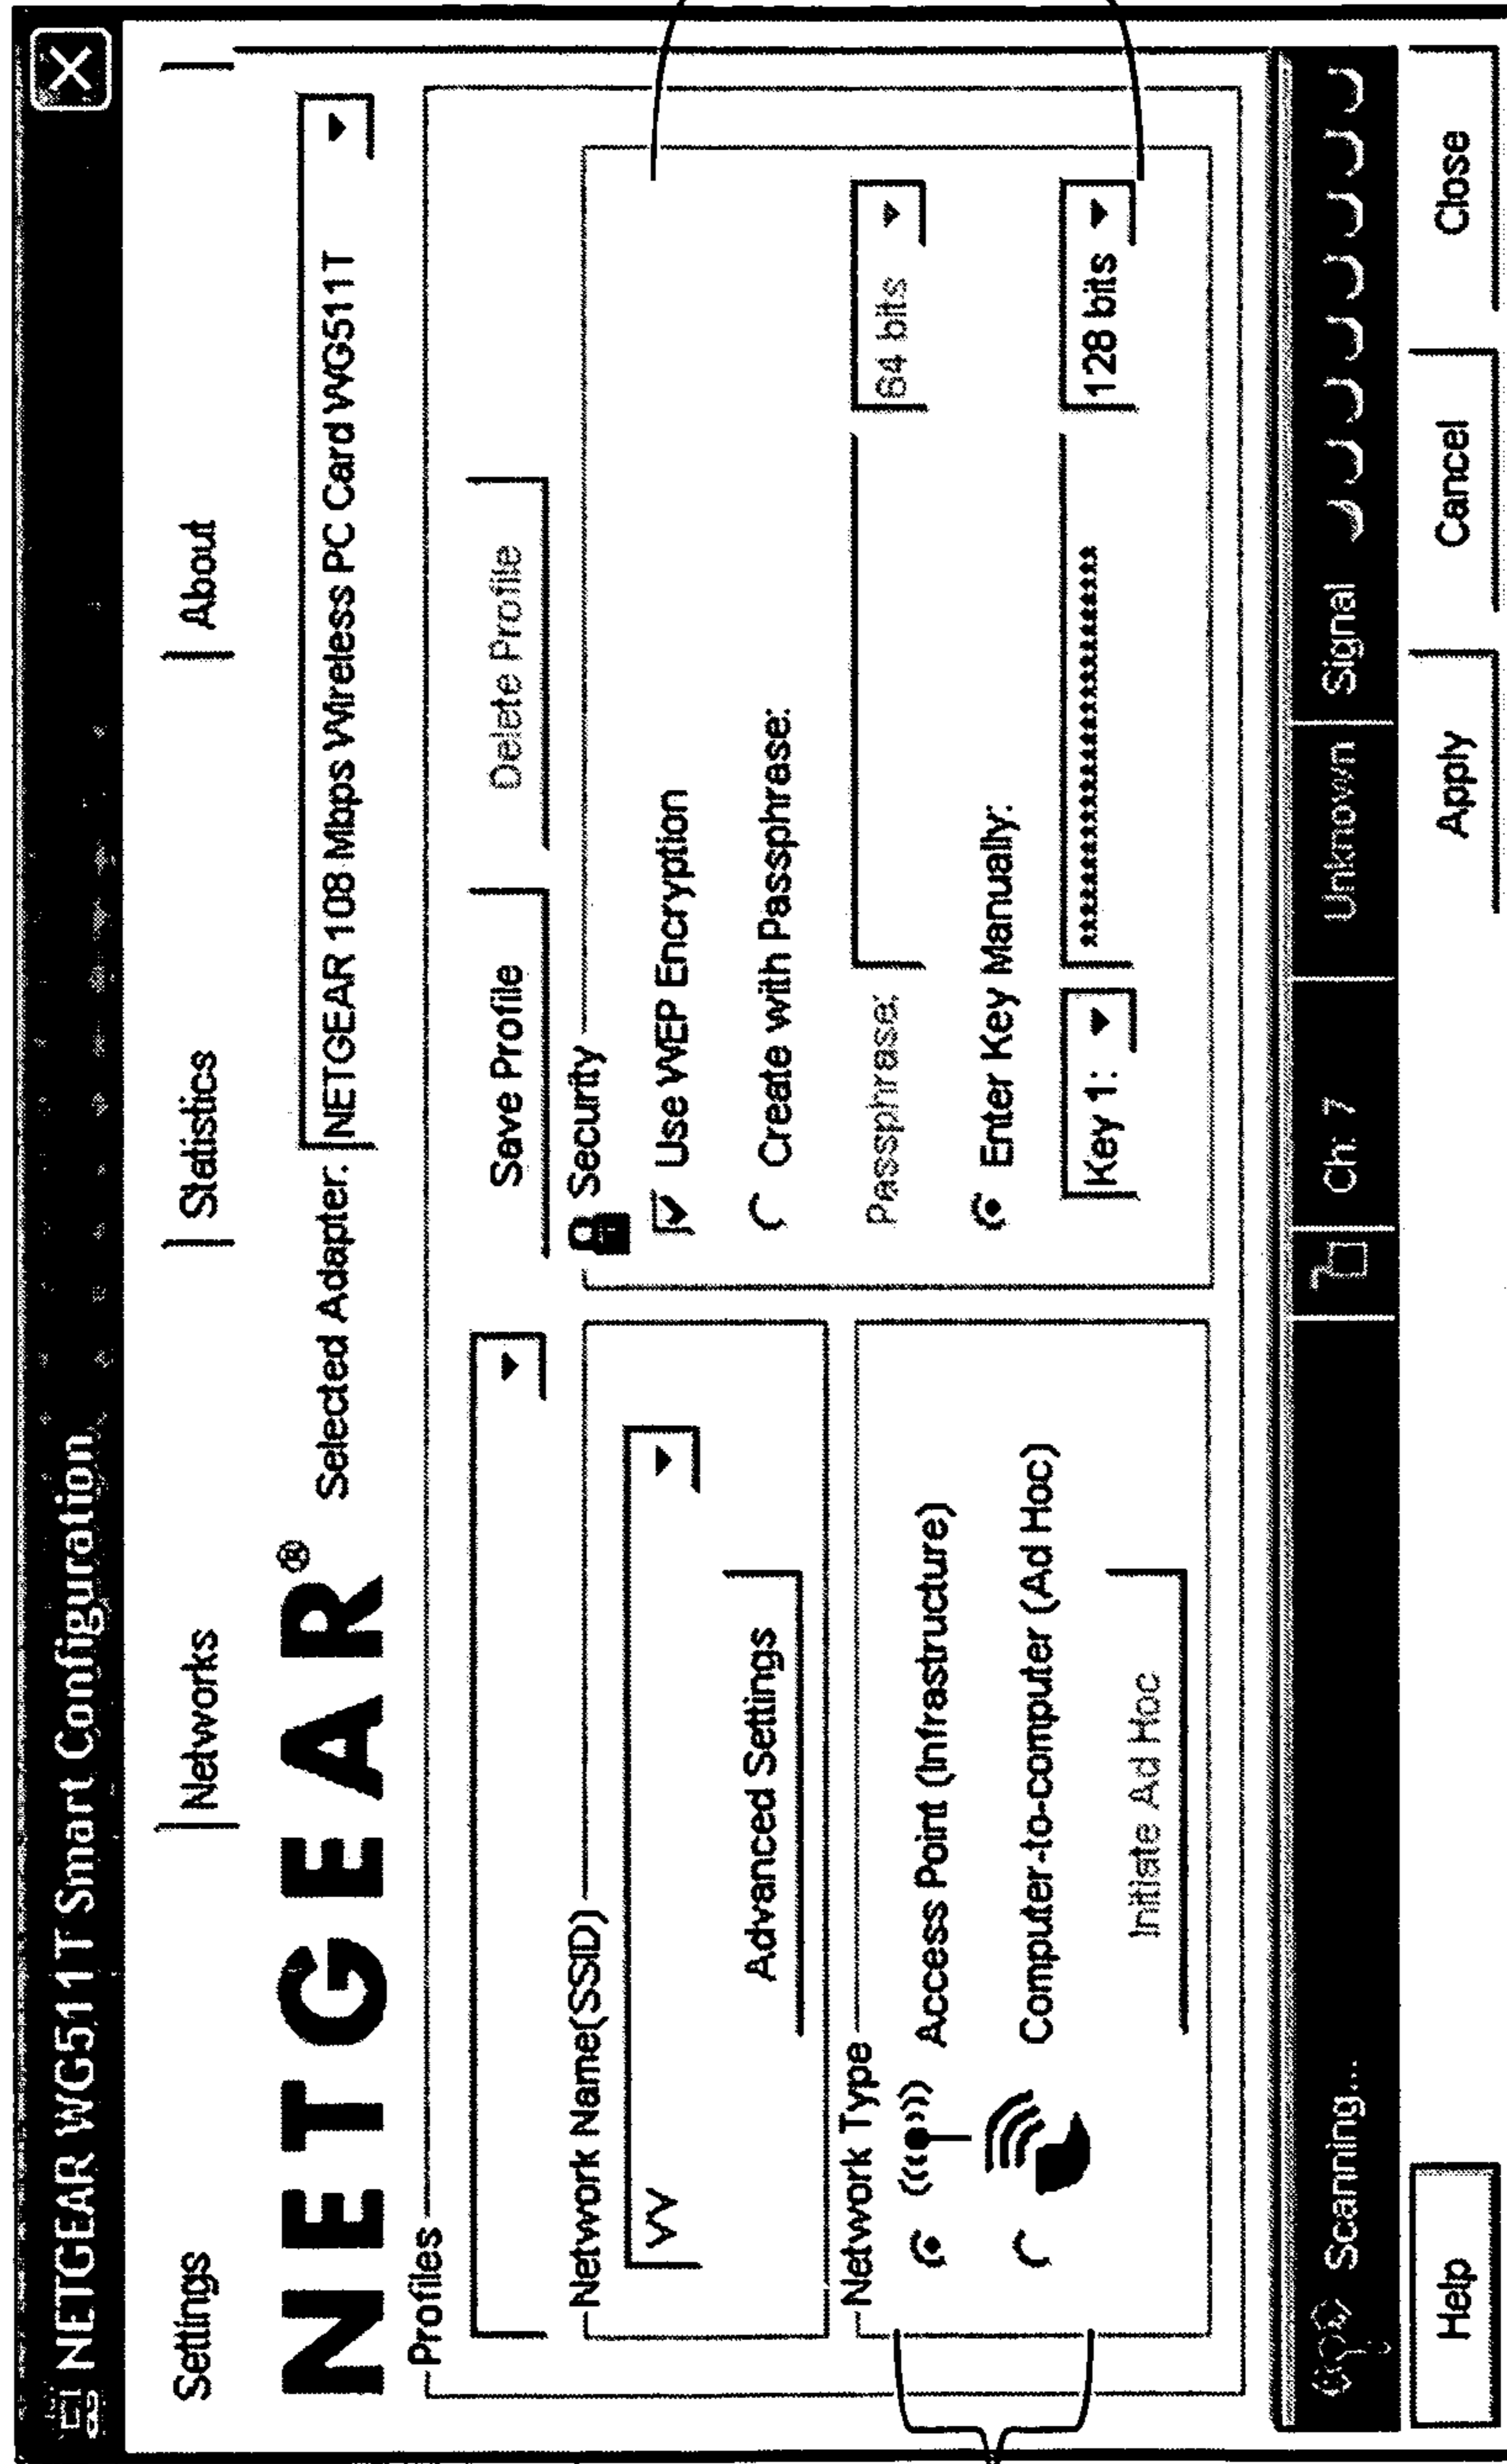 NETGEAR WG511T Smart Configuration
Settings
Networks
Statistics
About
NETGEAR®
Selected Adapter:
NETGEAR 108 Mbps Wireless PC Card WG511T
Profiles
Save Profile
Delete Profile
Network Name(SSID)
VV
Advanced Settings
Network Type
Access Point (Infrastructure)
Computer-to-computer (Ad Hoc)
Initiate Ad Hoc
Security
Use WEP Encryption
Create with Passphrase:
Passphrase:
64 bits
Enter Key Manually:
Key 1:
**************************
128 bits
Scanning...
Ch: 7
Unknown
Signal
Help
Apply
Cancel
Close